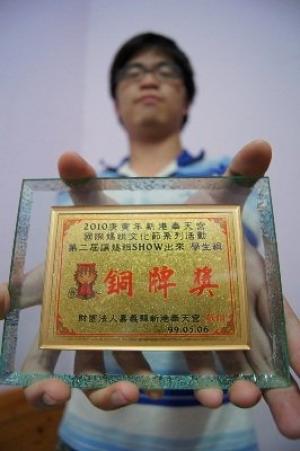 2010庚寅年新港奉天宮
國際媽祖文化節系列活動
第二屆讓媽祖SHOW出來 學生組
銅牌獎
財團法人嘉義縣新港奉天宮
99.05.06